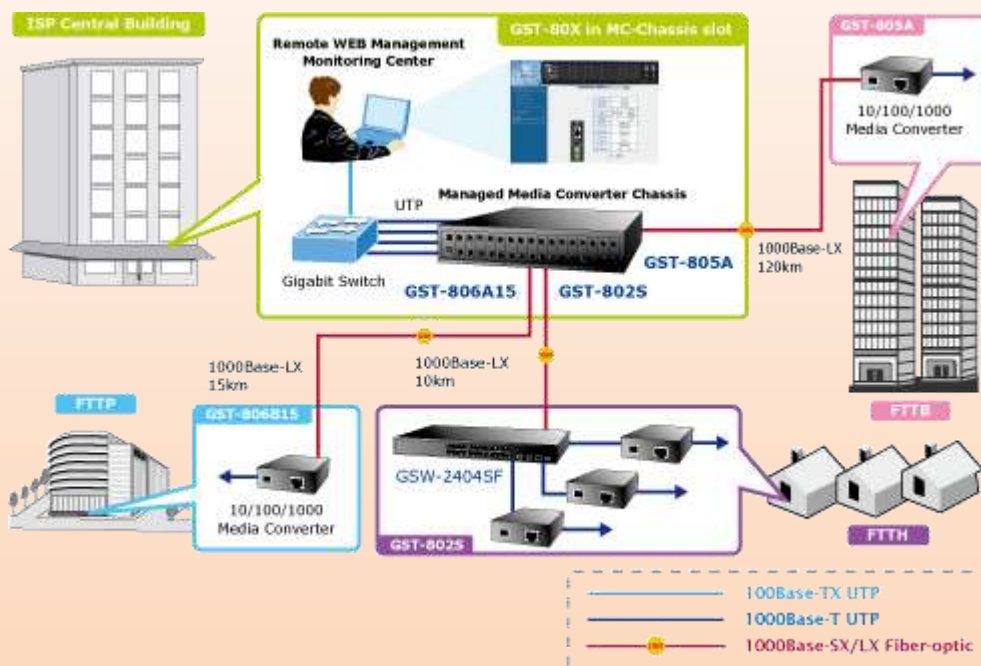 ISP Central Building
GST-80X in MC-Chassis slot
Remote WEB Management
Monitoring Center
GST-805A
10/100/1000
Media Converter
Managed Media Converter Chassis
UTP
Gigabit Switch
GST-805A
GST-806A15
GST-802S
1000Base-LX
120km
1000Base-LX
15km
1000Base-LX
10km
FTTP
GST-806B15
10/100/1000
Media Converter
GSW-2404SF
GST-802S
FTTB
FTTH
100Base-TX UTP
1000Base-T UTP
1000Base-SX/LX Fiber-optic